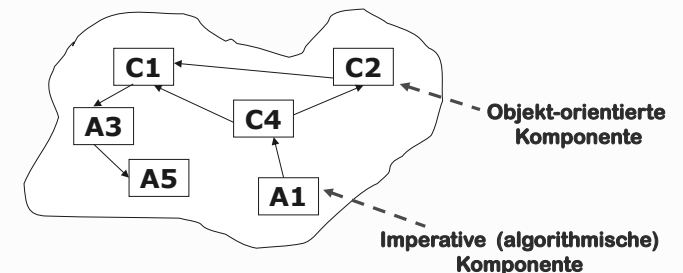 C1
C2
A3
C4
A5
A1
Objekt-orientierte
Komponente
Imperative (algorithmische)
Komponente